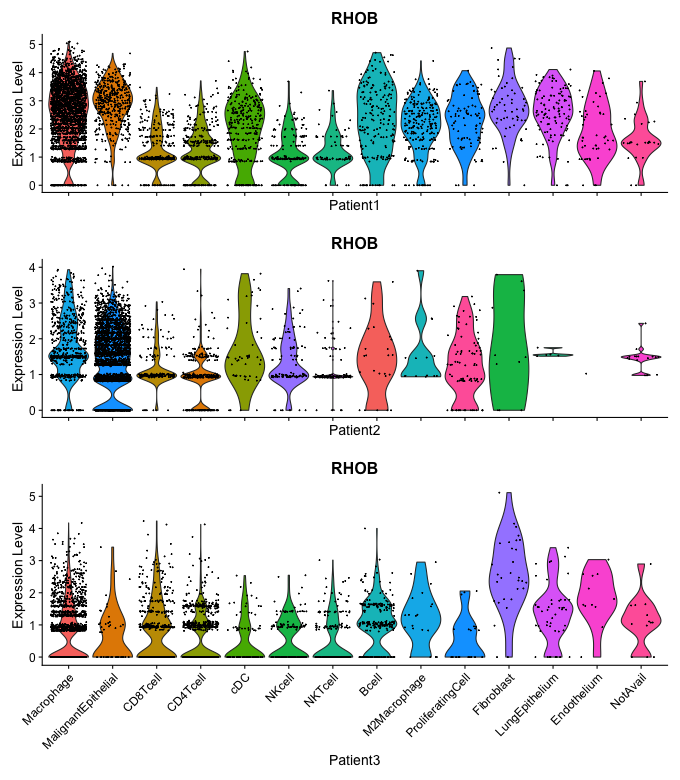 RHOB
Expression Level
5
4
3
2
1
0
Patient1
RHOB
Expression Level
4
3
2
1
0
Patient2
RHOB
Expression Level
5
4
3
2
1
0
Macrophage
MalignantEpithelial
CD8Tcell
CD4Tcell
cDC
NKcell
NKTcell
Bcell
M2Macrophage
ProliferatingCell
Fibroblast
LungEpithelium
Endothelium
NotAvail
Patient3